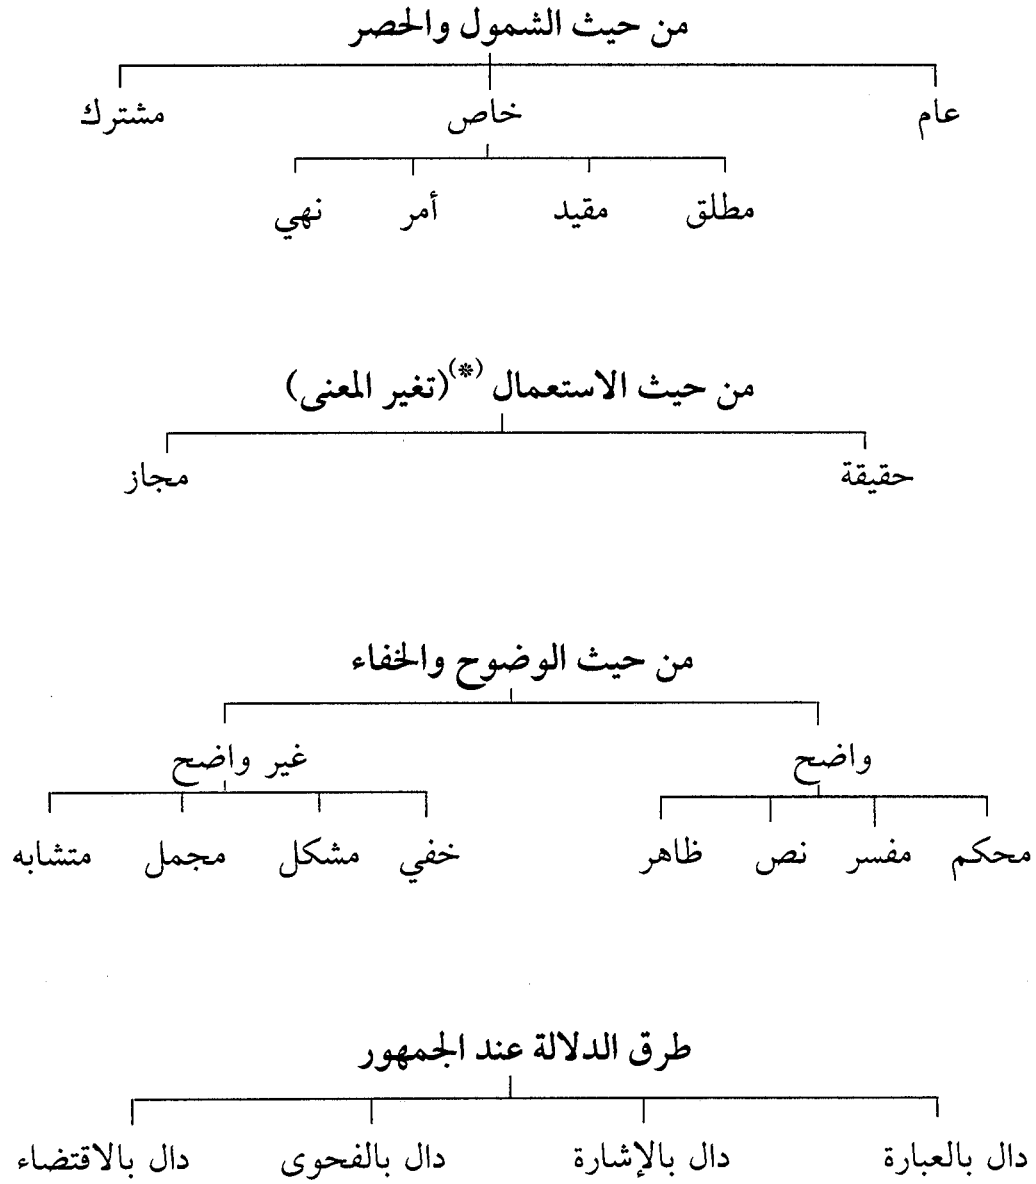 من حيث الشمول والحصر
عام خاص مشترك
مطلق مقيد أمر نهي
من حيث الاستعمال (*)(تغير المعنى)
حقيقة مجاز
من حيث الوضوح والخفاء
واضح غير واضح
محكم مفسر نص ظاهر خفي مشكل مجمل متشابه
طرق الدلالة عند الجمهور
دال بالعبارة دال بالإشارة دال بالفحوى دال بالاقتضاء